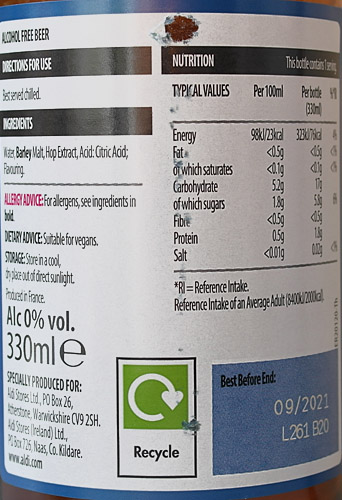 ALCOHOL FREE BEER
DIRECTIONS FOR USE
Best served chilled.
INGREDIENTS
Water, Barley Malt, Hop Extract, Acid: Citric Acid;
Flavouring.
ALLERGY ADVICE: For allergens, see ingredients in
bold.
DIETARY ADVICE: Suitable for vegans.
STORAGE: Store in a cool,
dry place out of direct sunlight.
Produced in France.
Alc 0% vol.
330ml e
SPECIALLY PRODUCED FOR:
Aldi Stores Ltd., PO Box 26,
Atherstone, Warwickshire CV9 2SH.
Aldi Stores (Ireland) Ltd.,
PO Box 726, Naas, Co. Kildare.
www.aldi.com
NUTRITION This bottle contains 1 serving
TYPICAL VALUES Per 100ml Per bottle
(330ml)
Energy 98kJ/23kcal 323kJ/76kcal
Fat <0.5g <0.5g
of which saturates <0.1g <0.1g
Carbohydrate 5.2g 17g
of which sugars 1.8g 5.8g
Fibre <0.5g <0.5g
Protein 0.5g 1.8g
Salt <0.01g 0.02g
*RI = Reference Intake.
Reference Intake of an Average Adult (8400kJ/2000kcal).
Recycle
Best Before End:
09/2021
L261 B20